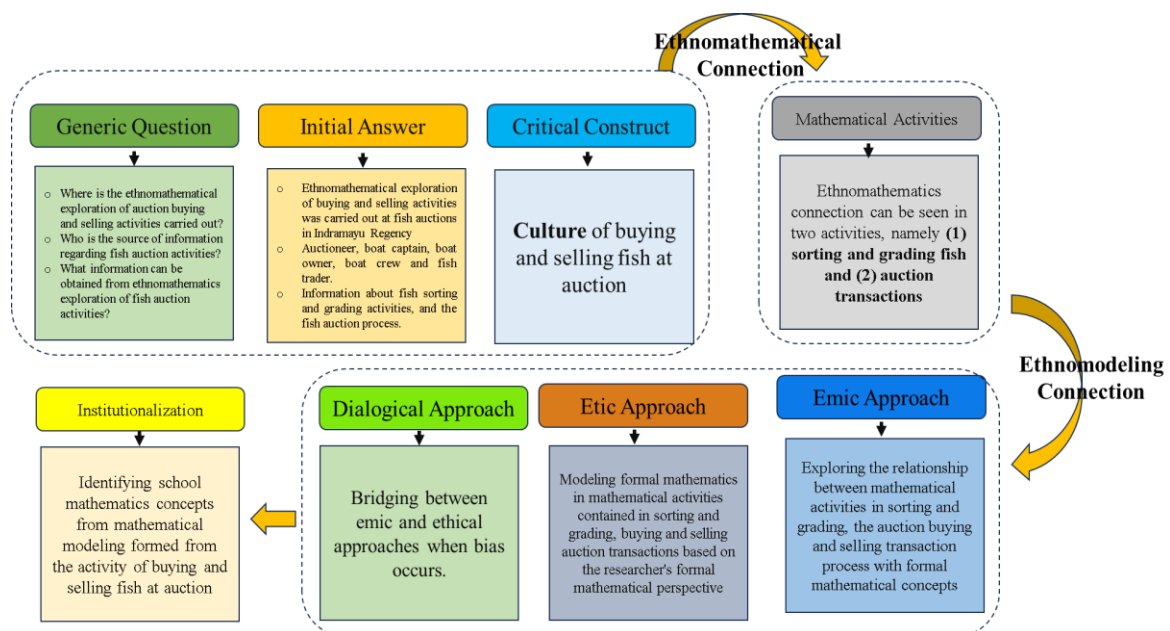 Ethnomathematical
Connection
Generic Question
○ Where is the ethnomathematical
exploration of auction buying
and selling activities carried out?
○ Who is the source of information
regarding fish auction activities?
○ What information can be
obtained from ethnomathematics
exploration of fish auction
activities?
Initial Answer
○ Ethnomathematical exploration
of buying and selling activities
was carried out at fish auctions
in Indramayu Regency
○ Auctioneer, boat captain, boat
owner, boat crew and fish
trader.
○ Information about fish sorting
and grading activities, and the
fish auction process.
Critical Construct
Culture of buying
and selling fish at
auction
Mathematical Activities
Ethnomathematics
connection can be seen in
two activities, namely (1)
sorting and grading fish
and (2) auction
transactions
Ethnomodeling
Connection
Emic Approach
Exploring the relationship
between mathematical
activities in sorting and
grading, the auction buying
and selling transaction
process with formal
mathematical concepts
Etic Approach
Modeling formal mathematics
in mathematical activities
contained in sorting and
grading, buying and selling
auction transactions based on
the researcher's formal
mathematical perspective
Dialogical Approach
Bridging between
emic and ethical
approaches when bias
occurs.
Institutionalization
Identifying school
mathematics concepts
from mathematical
modeling formed from
the activity of buying and
selling fish at auction